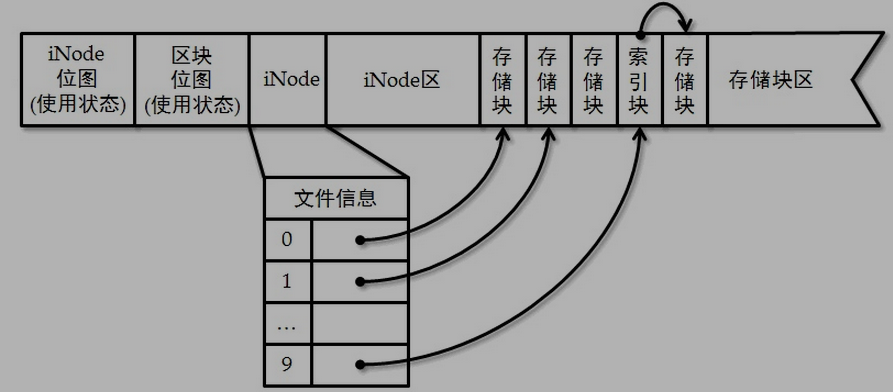 iNode
位图
(使用状态)
区块
位图
(使用状态)
iNode
iNode区
存储块
存储块
存储块
索引块
存储块
存储块区
文件信息
0
1
...
9